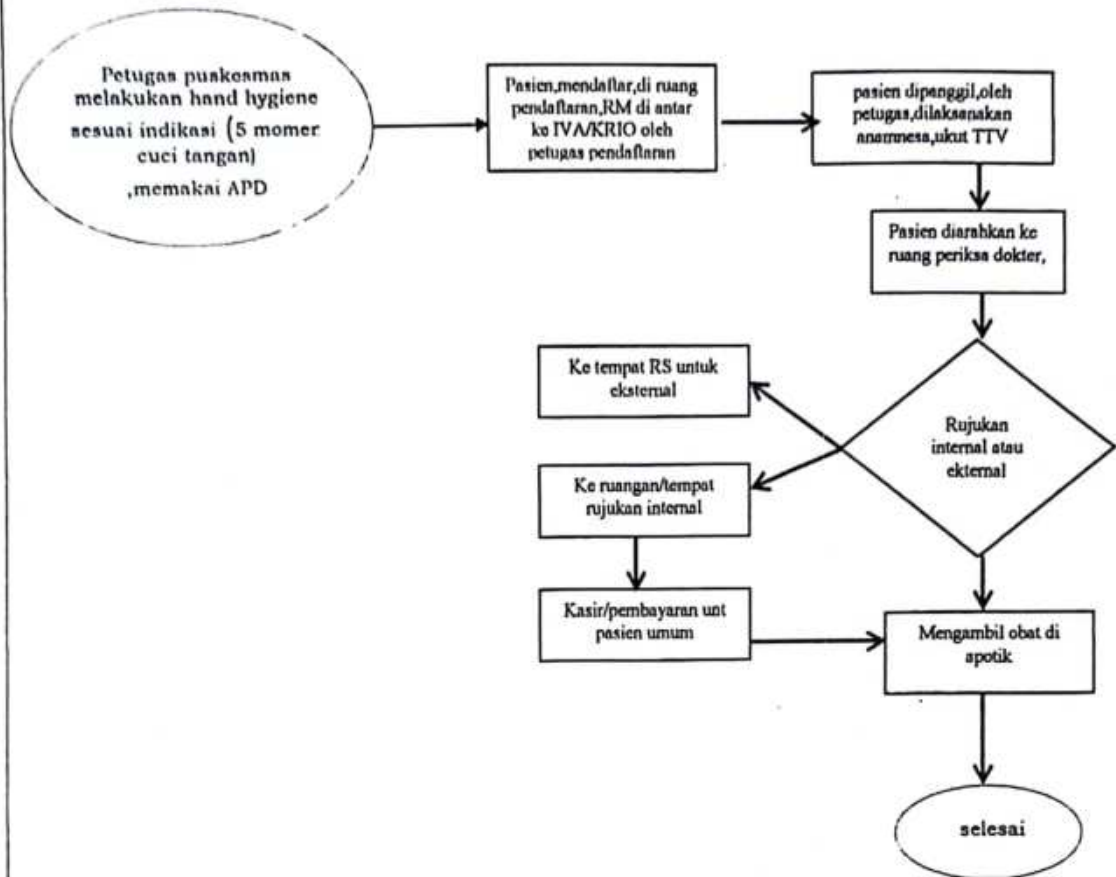 Petugas puskesmas
melakukan hand hygiene
sesuai indikasi (5 momer
cuci tangan)
,memakai APD
Pasien,mendaftar,di ruang
pendaftaran,RM di antar
ke IVA/KRIO oleh
petugas pendaftaran
pasien dipanggil,oleh
petugas,dilaksanakan
anamnesa,ukut TTV
Pasien diarahkan ke
ruang periksa dokter,
Ke tempat RS untuk
eksternal
Rujukan
internal atau
ekternal
Ke ruangan/tempat
rujukan internal
Kasir/pembayaran unt
pasien umum
Mengambil obat di
apotik
selesai